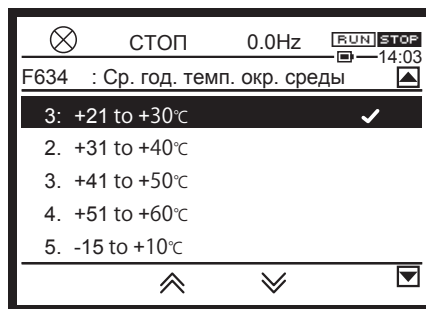 СТОП 0.0Hz RUN STOP
14:03
F634 : Ср. год. темп. окр. среды
3: +21 to +30℃
2. +31 to +40℃
3. +41 to +50℃
4. +51 to +60℃
5. -15 to +10℃